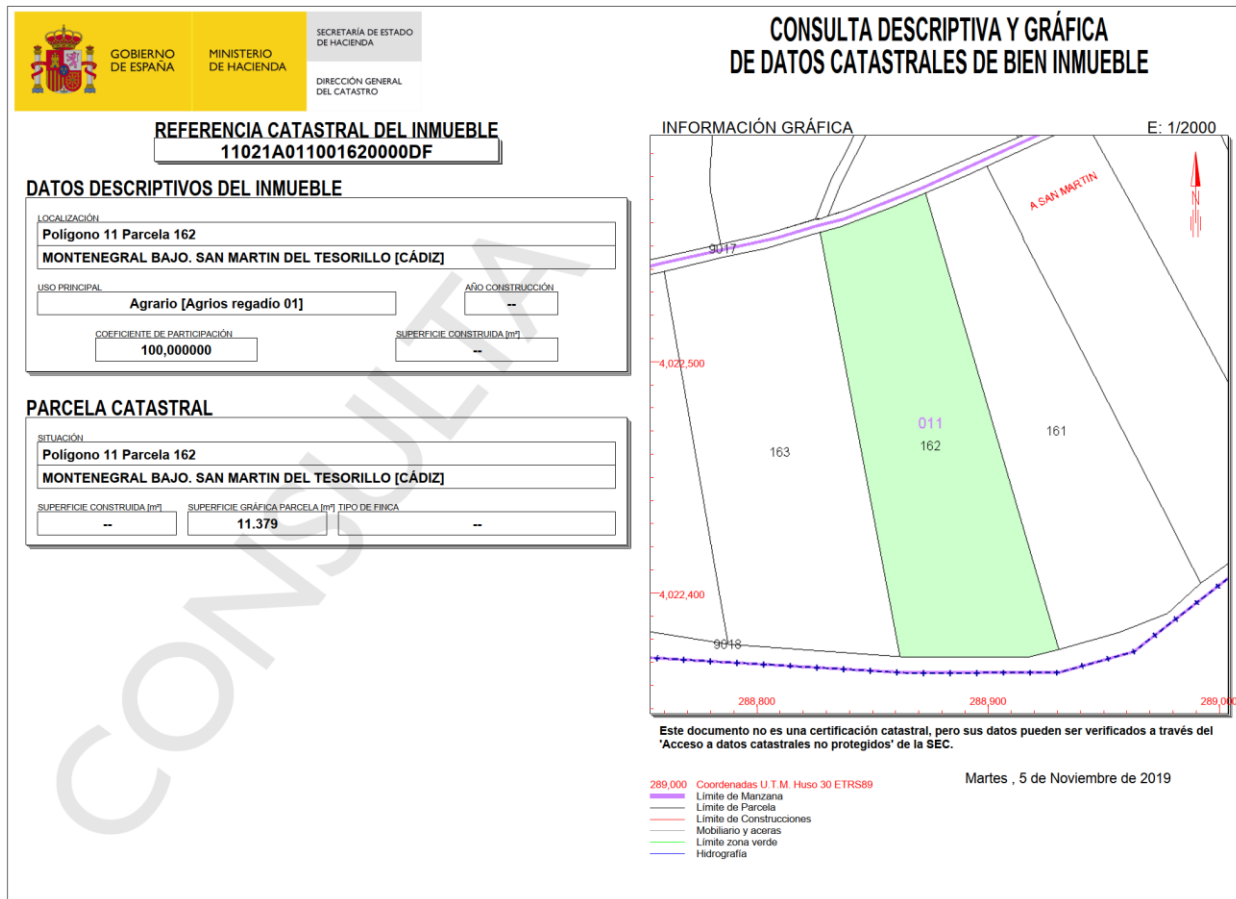 GOBIERNO
DE ESPAÑA
MINISTERIO
DE HACIENDA
SECRETARÍA DE ESTADO
DE HACIENDA
DIRECCIÓN GENERAL
DEL CATASTRO
CONSULTA DESCRIPTIVA Y GRÁFICA
DE DATOS CATASTRALES DE BIEN INMUEBLE
REFERENCIA CATASTRAL DEL INMUEBLE
11021A011001620000DF
DATOS DESCRIPTIVOS DEL INMUEBLE
LOCALIZACIÓN
Polígono 11 Parcela 162
MONTENEGRAL BAJO. SAN MARTIN DEL TESORILLO [CÁDIZ]
USO PRINCIPAL
Agrario [Agrios regadío 01]
AÑO CONSTRUCCIÓN
--
COEFICIENTE DE PARTICIPACIÓN
100,000000
SUPERFICIE CONSTRUIDA [m²]
--
PARCELA CATASTRAL
SITUACIÓN
Polígono 11 Parcela 162
MONTENEGRAL BAJO. SAN MARTIN DEL TESORILLO [CÁDIZ]
SUPERFICIE CONSTRUIDA [m²]
--
SUPERFICIE GRÁFICA PARCELA [m²]
11.379
TIPO DE FINCA
--
CONSULTA
INFORMACIÓN GRÁFICA
E: 1/2000
A SAN MARTIN
N
9017
4,022,500
011
162
161
163
4,022,400
9018
288,800
288,900
289,000
Este documento no es una certificación catastral, pero sus datos pueden ser verificados a través del
'Acceso a datos catastrales no protegidos' de la SEC.
Martes , 5 de Noviembre de 2019
289,000 Coordenadas U.T.M. Huso 30 ETRS89
Límite de Manzana
Límite de Parcela
Límite de Construcciones
Mobiliario y aceras
Límite zona verde
Hidrografía